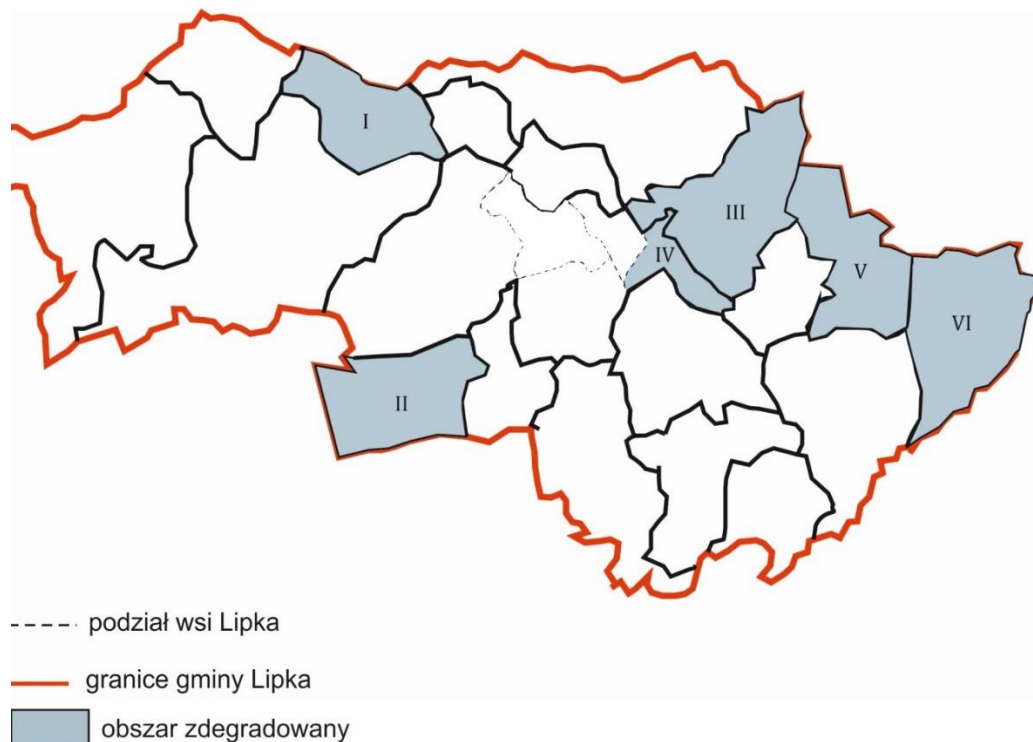 I
III
IV
V
VI
II
podział wsi Lipka
granice gminy Lipka
obszar zdegradowany